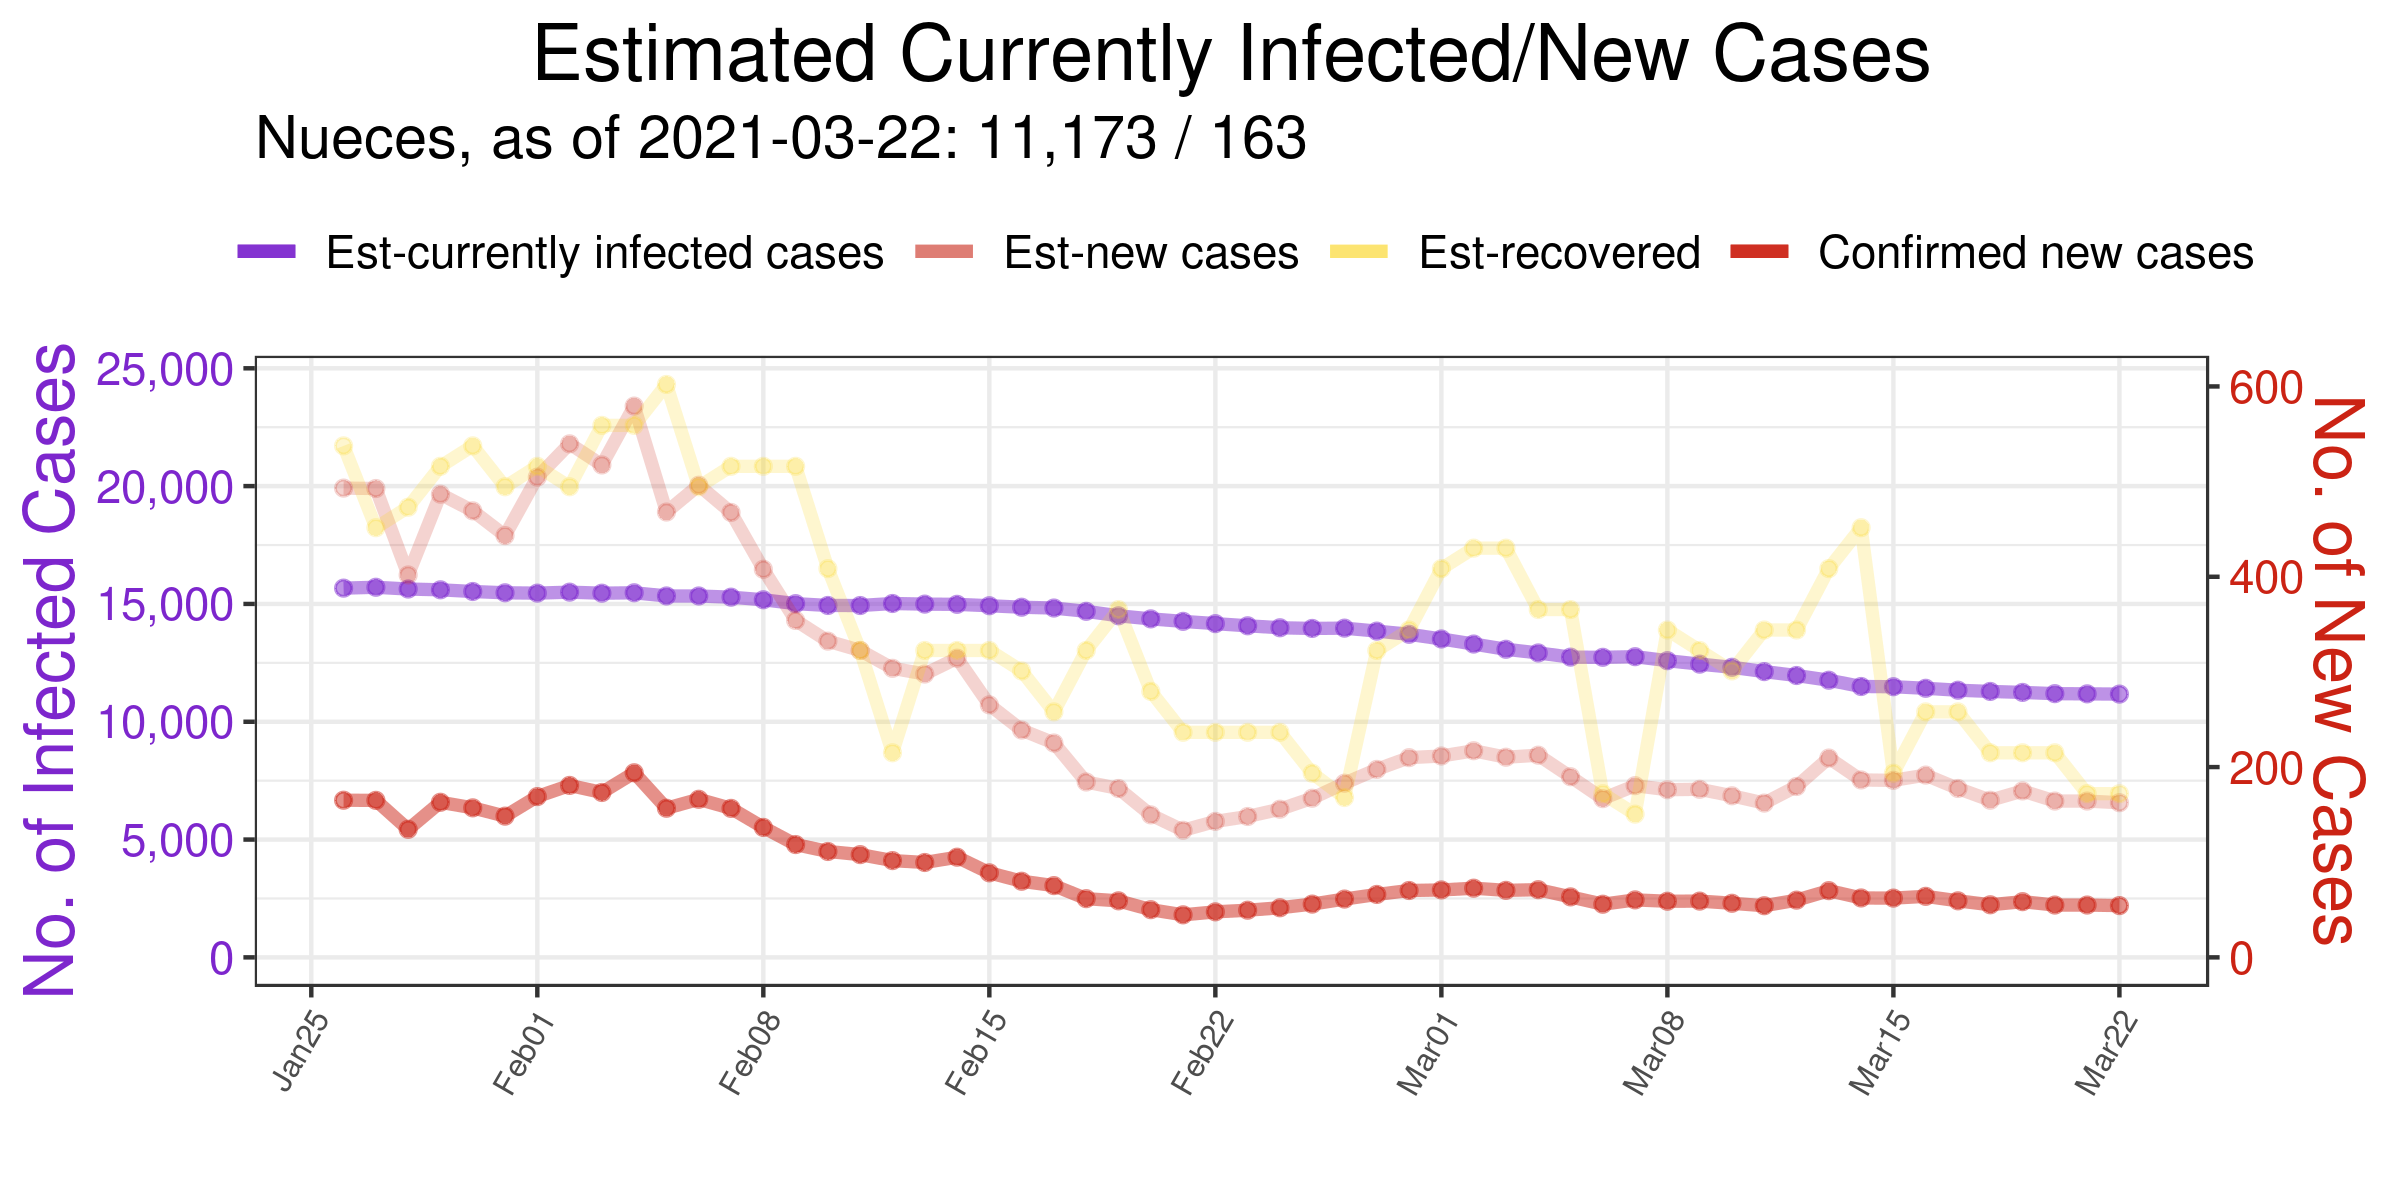 Estimated Currently Infected/New Cases
Nueces, as of 2021-03-22: 11,173 / 163
Est-currently infected cases
Est-new cases
Est-recovered
Confirmed new cases
No. of Infected Cases
25,000
20,000
15,000
10,000
5,000
0
600
400
200
0
No. of New Cases
Jan25
Feb01
Feb08
Feb15
Feb22
Mar01
Mar08
Mar15
Mar22